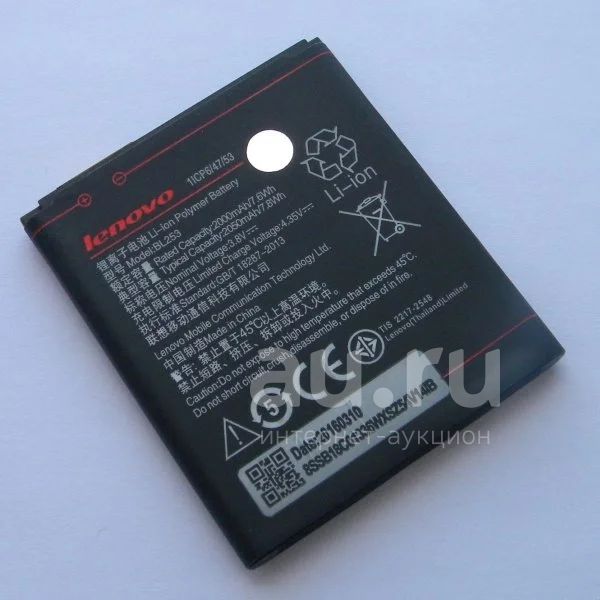 lenovo
1ICP6/47/53
Li-ion
锂离子电池 Li-Ion Polymer Battery
型号/Model:BL253
额定容量/Rated Capacity:2000mAh/7.6Wh
典型容量/Typical Capacity:2050mAh/7.8Wh
标称电压/Nominal Voltage:3.8V
充电限制电压/Limited Charge Voltage:4.35V
执行标准/Standard:GB/T 18287-2013
联想移动通信科技有限公司
Lenovo Mobile Communication Technology Ltd.
中国制造/Made in China
警告: 禁止置于45℃以上高温环境.
禁止短路、挤压、拆卸或投入火中.
Caution:Do not expose to high temperature that exceeds 45℃.
Do not short circuit,crush,disassemble,or dispose of in fire.
5
CE
TIS 2217-2548
Lenovo(Thailand)Limited
Date:20160310
au.ru
интернет-аукцион